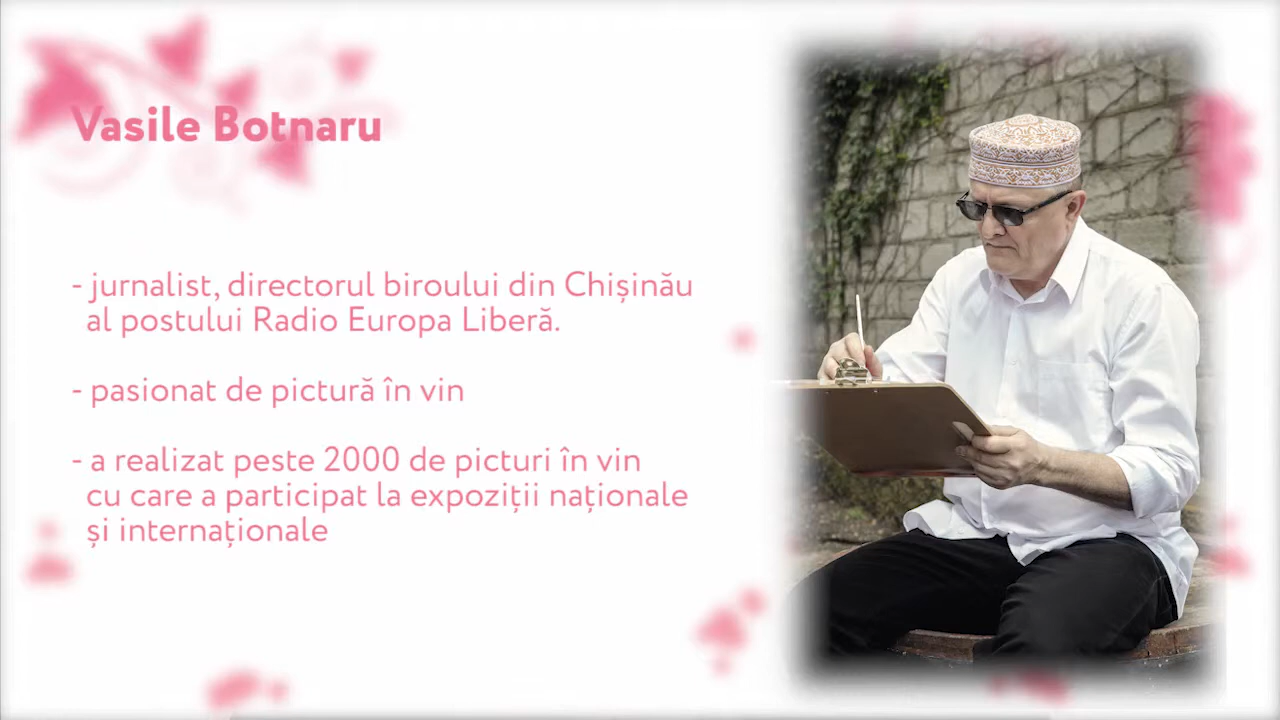 Vasile Botnaru
- jurnalist, directorul biroului din Chișinău
al postului Radio Europa Liberă.
- pasionat de pictură în vin
- a realizat peste 2000 de picturi în vin
cu care a participat la expoziții naționale
și internaționale